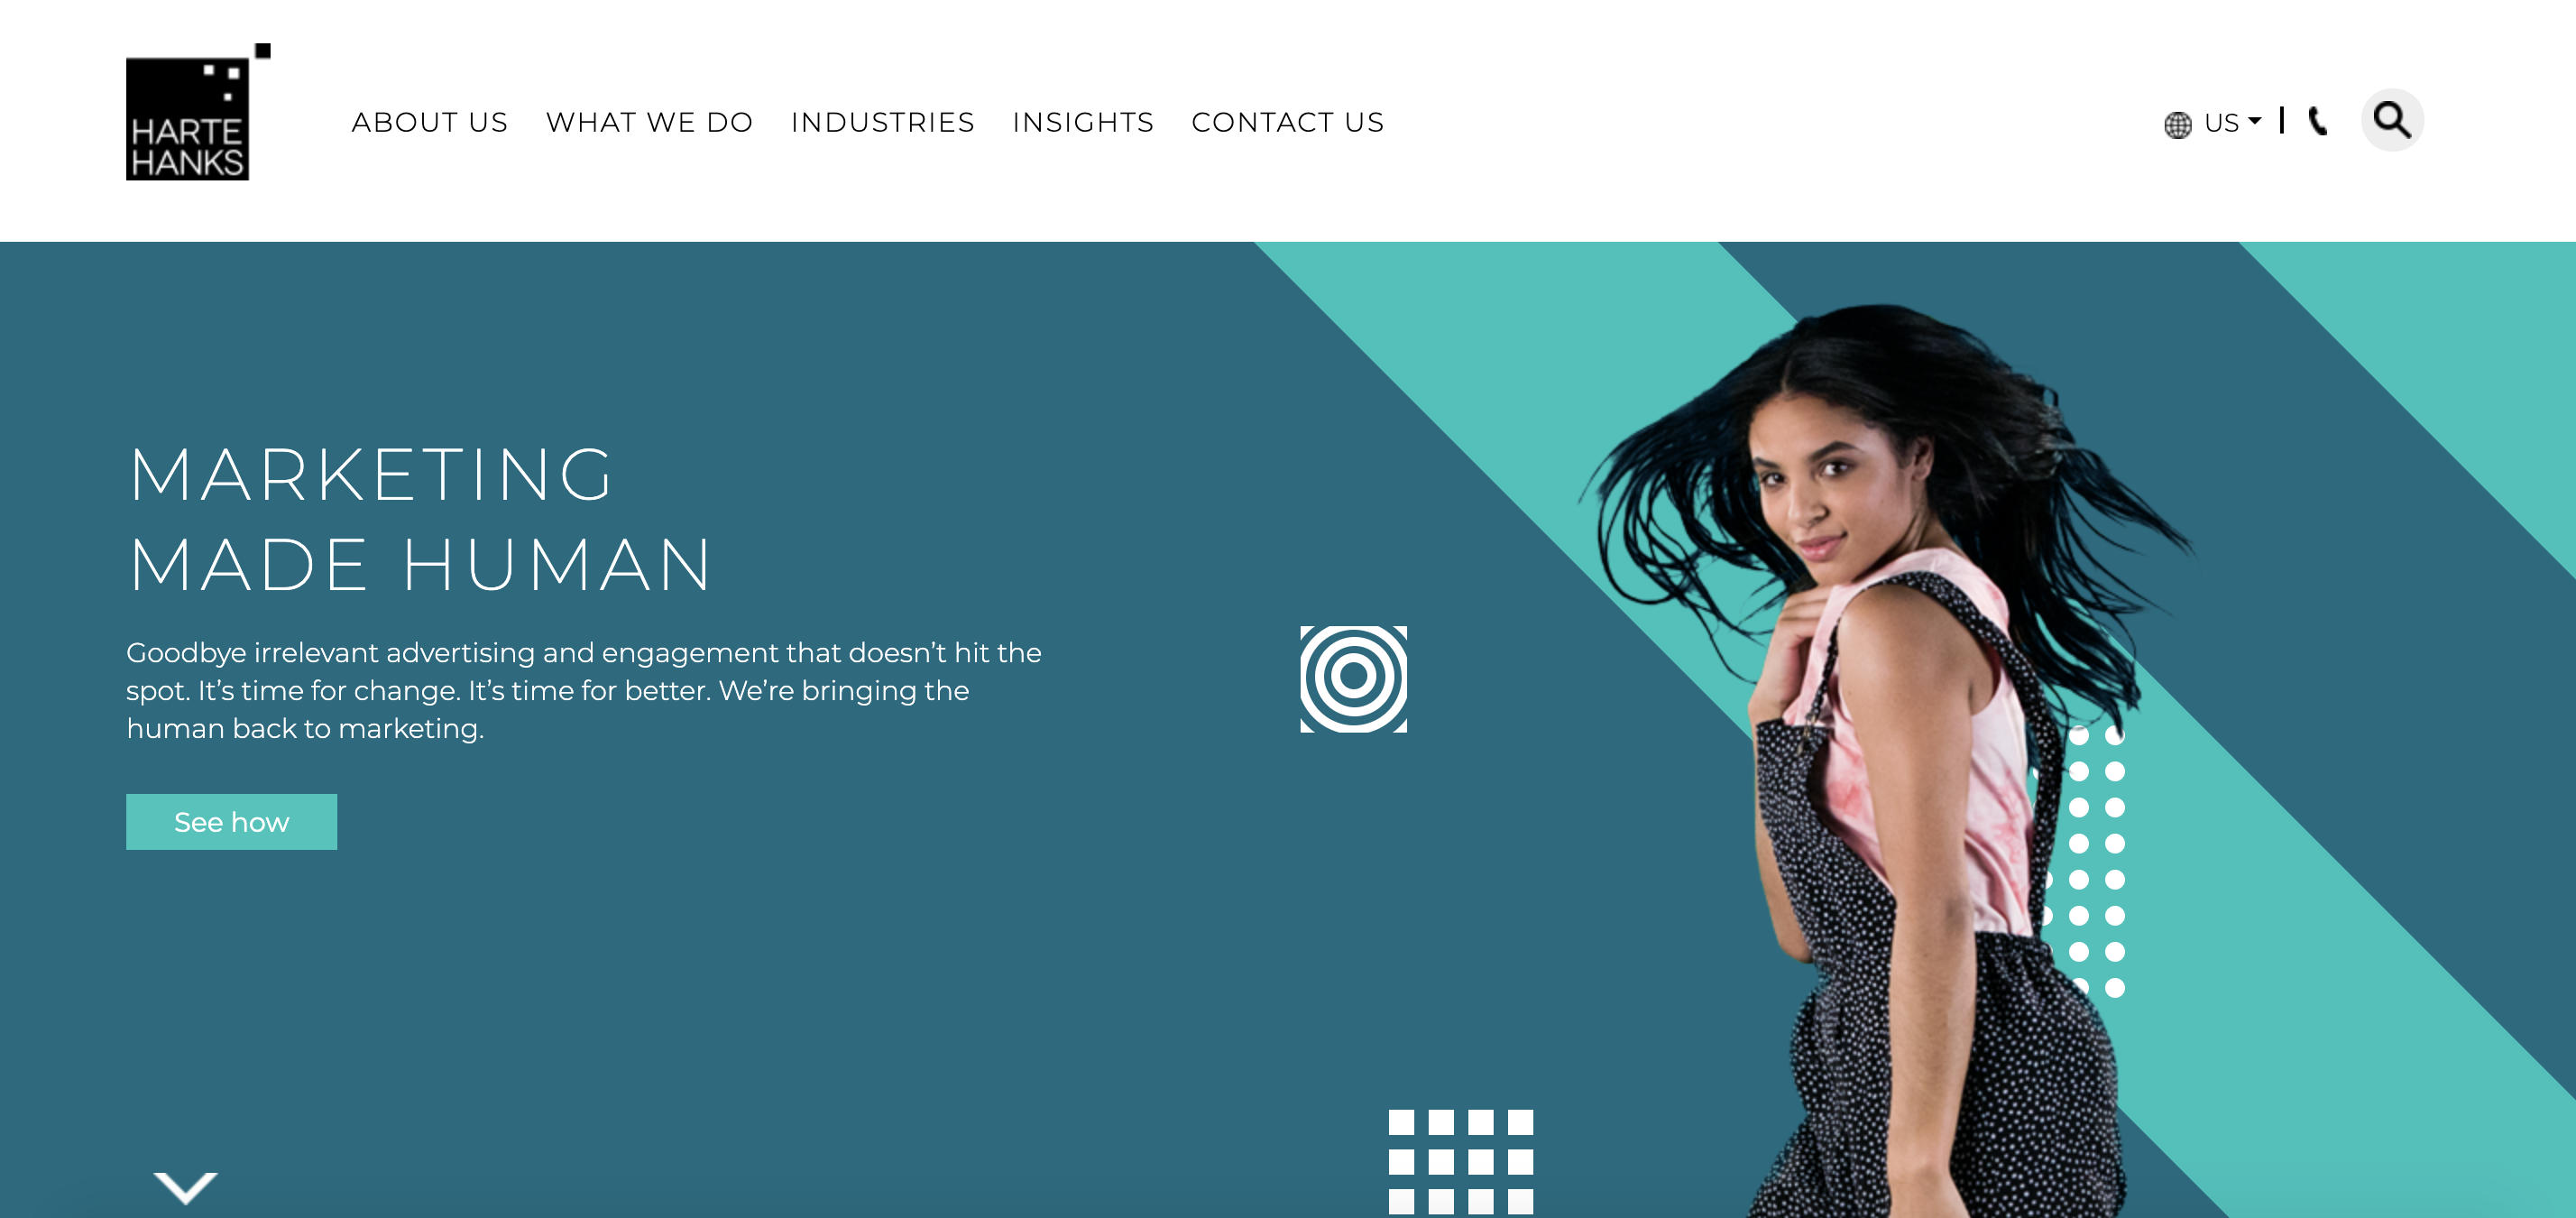 HARTE
HANKS
ABOUT US
WHAT WE DO
INDUSTRIES
INSIGHTS
CONTACT US
US
MARKETING
MADE HUMAN
Goodbye irrelevant advertising and engagement that doesn’t hit the
spot. It’s time for change. It’s time for better. We’re bringing the
human back to marketing.
See how